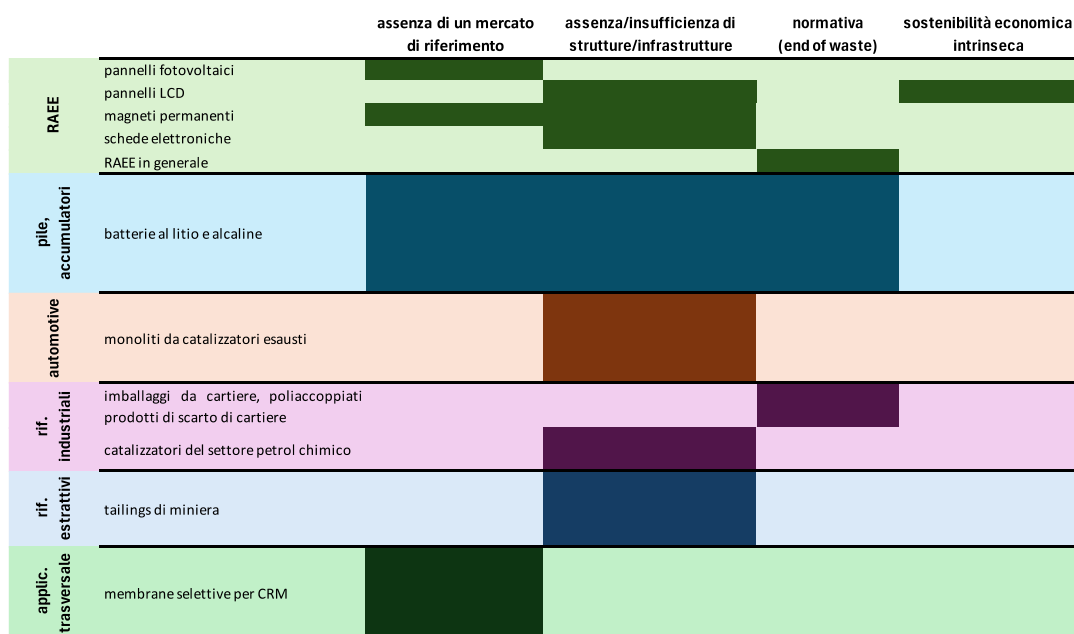 assenza di un mercato
di riferimento
assenza/insufficienza di
strutture/infrastrutture
normativa
(end of waste)
sostenibilità economica
intrinseca
RAEE
pannelli fotovoltaici
pannelli LCD
magneti permanenti
schede elettroniche
RAEE in generale
pile,
accumulatori
batterie al litio e alcaline
automotive
monoliti da catalizzatori esausti
rif.
industriali
imballaggi da cartiere, poliaccoppiati
prodotti di scarto di cartiere
catalizzatori del settore petrol chimico
rif.
estrattivi
tailings di miniera
applic.
trasversale
membrane selettive per CRM